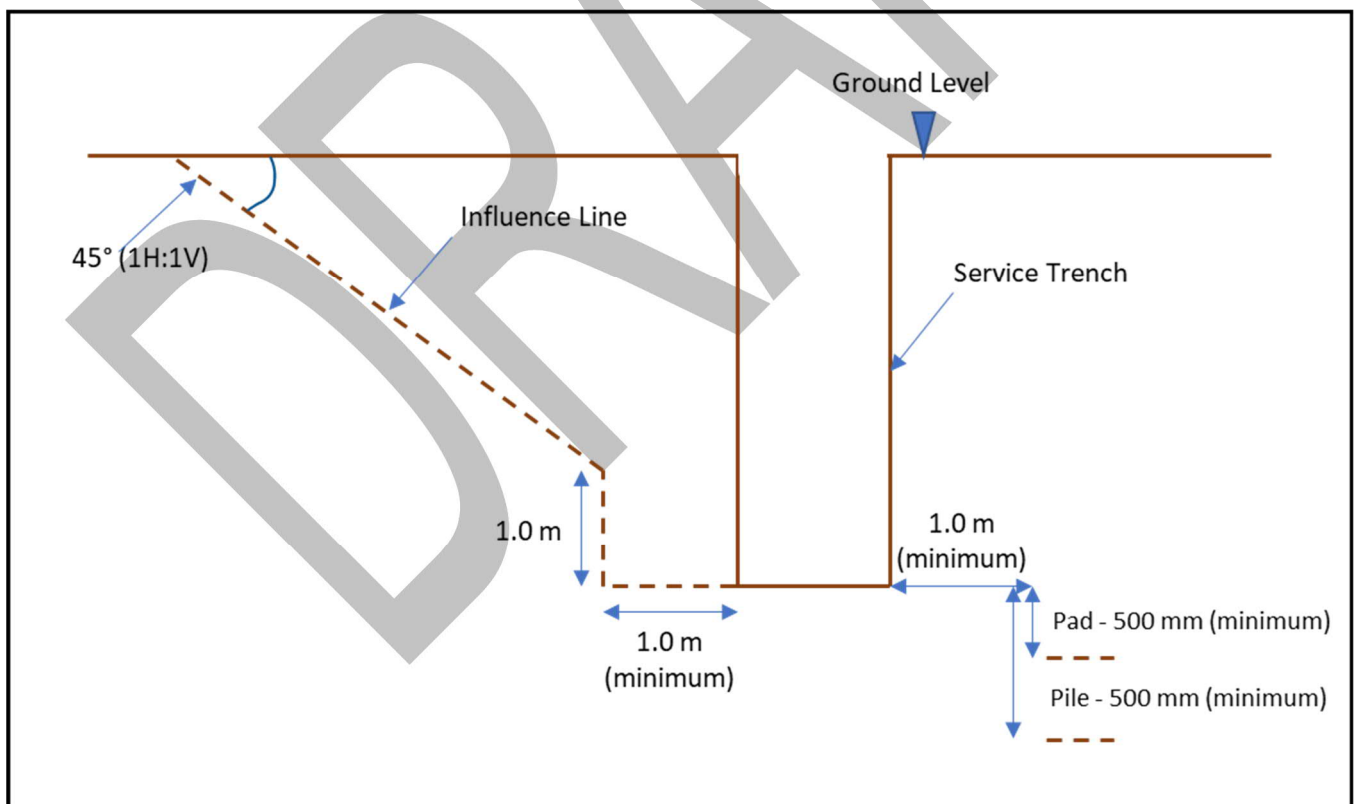 DRA
Ground Level
Influence Line
45° (1H:1V)
Service Trench
1.0 m
1.0 m
(minimum)
1.0 m
(minimum)
Pad - 500 mm (minimum)
Pile - 500 mm (minimum)